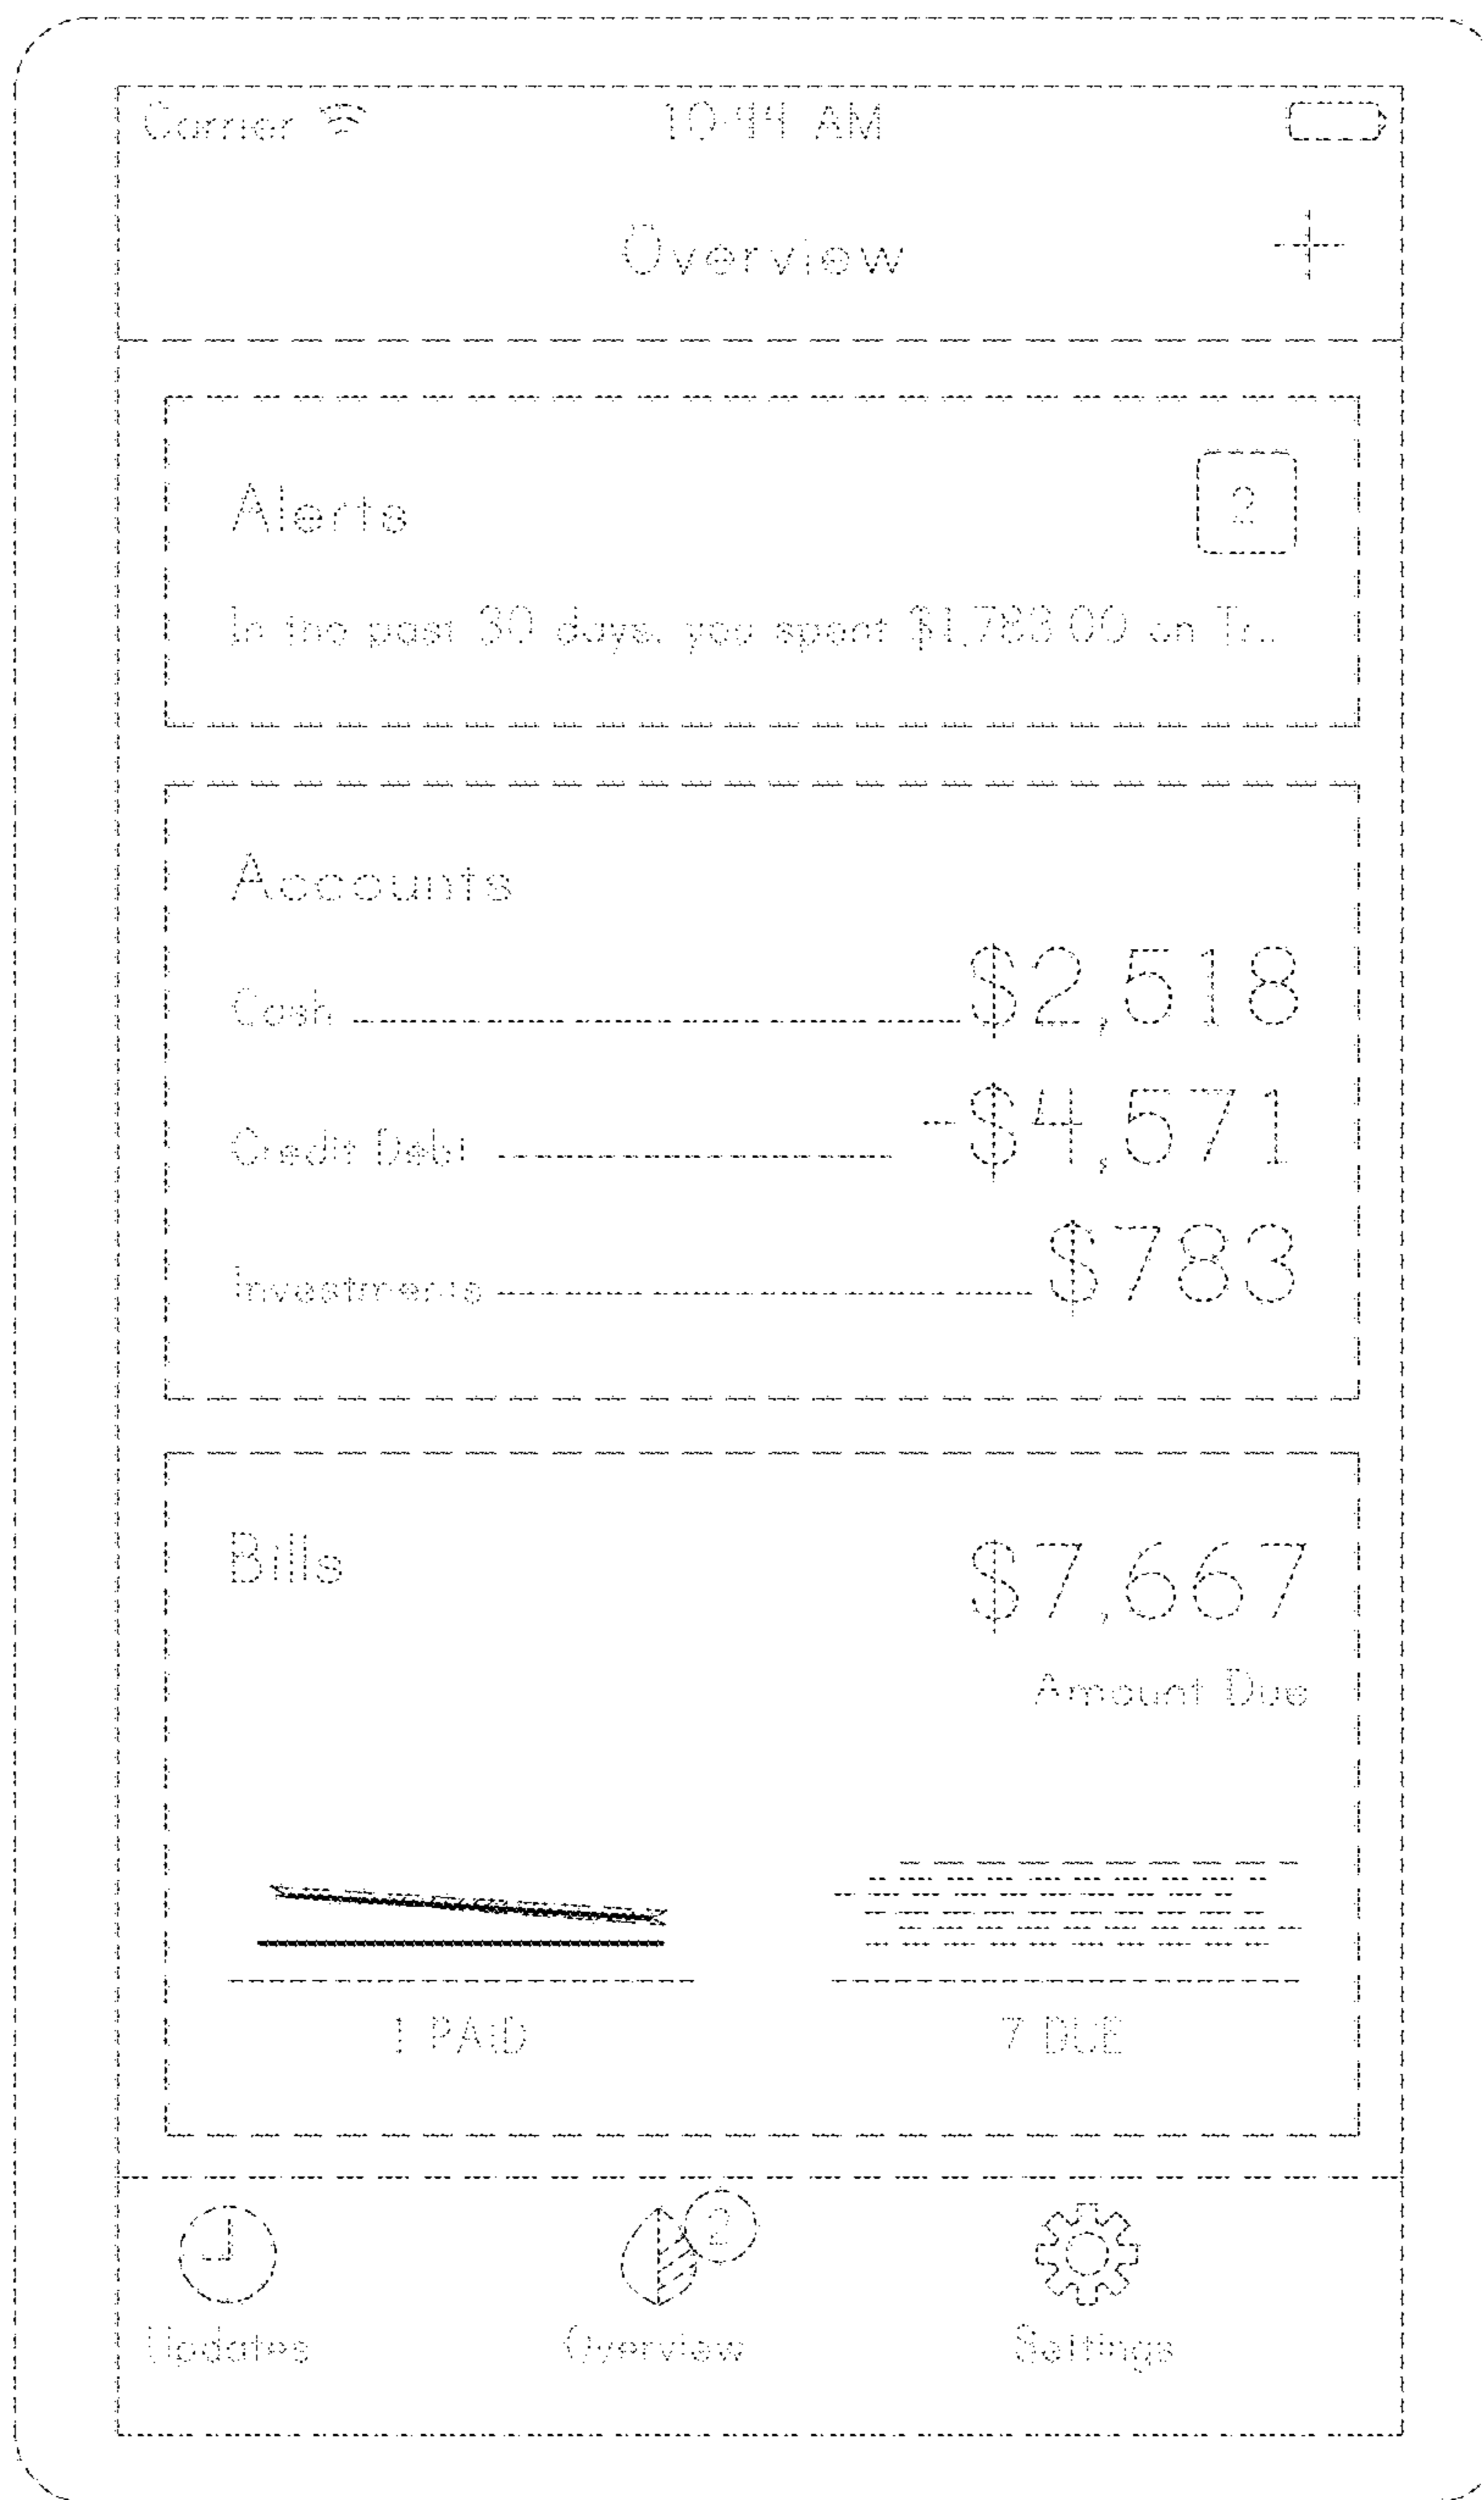 Carrier 10:44 AM
Overview +
Alerts 2
In the past 30 days, you spent $1,783.00 on Tr..
Accounts
Cash $2,518
Credit Debt -$4,571
Investments $783
Bills $7,667
Amount Due
1 PAID 7 DUE
2
Updates Overview Settings